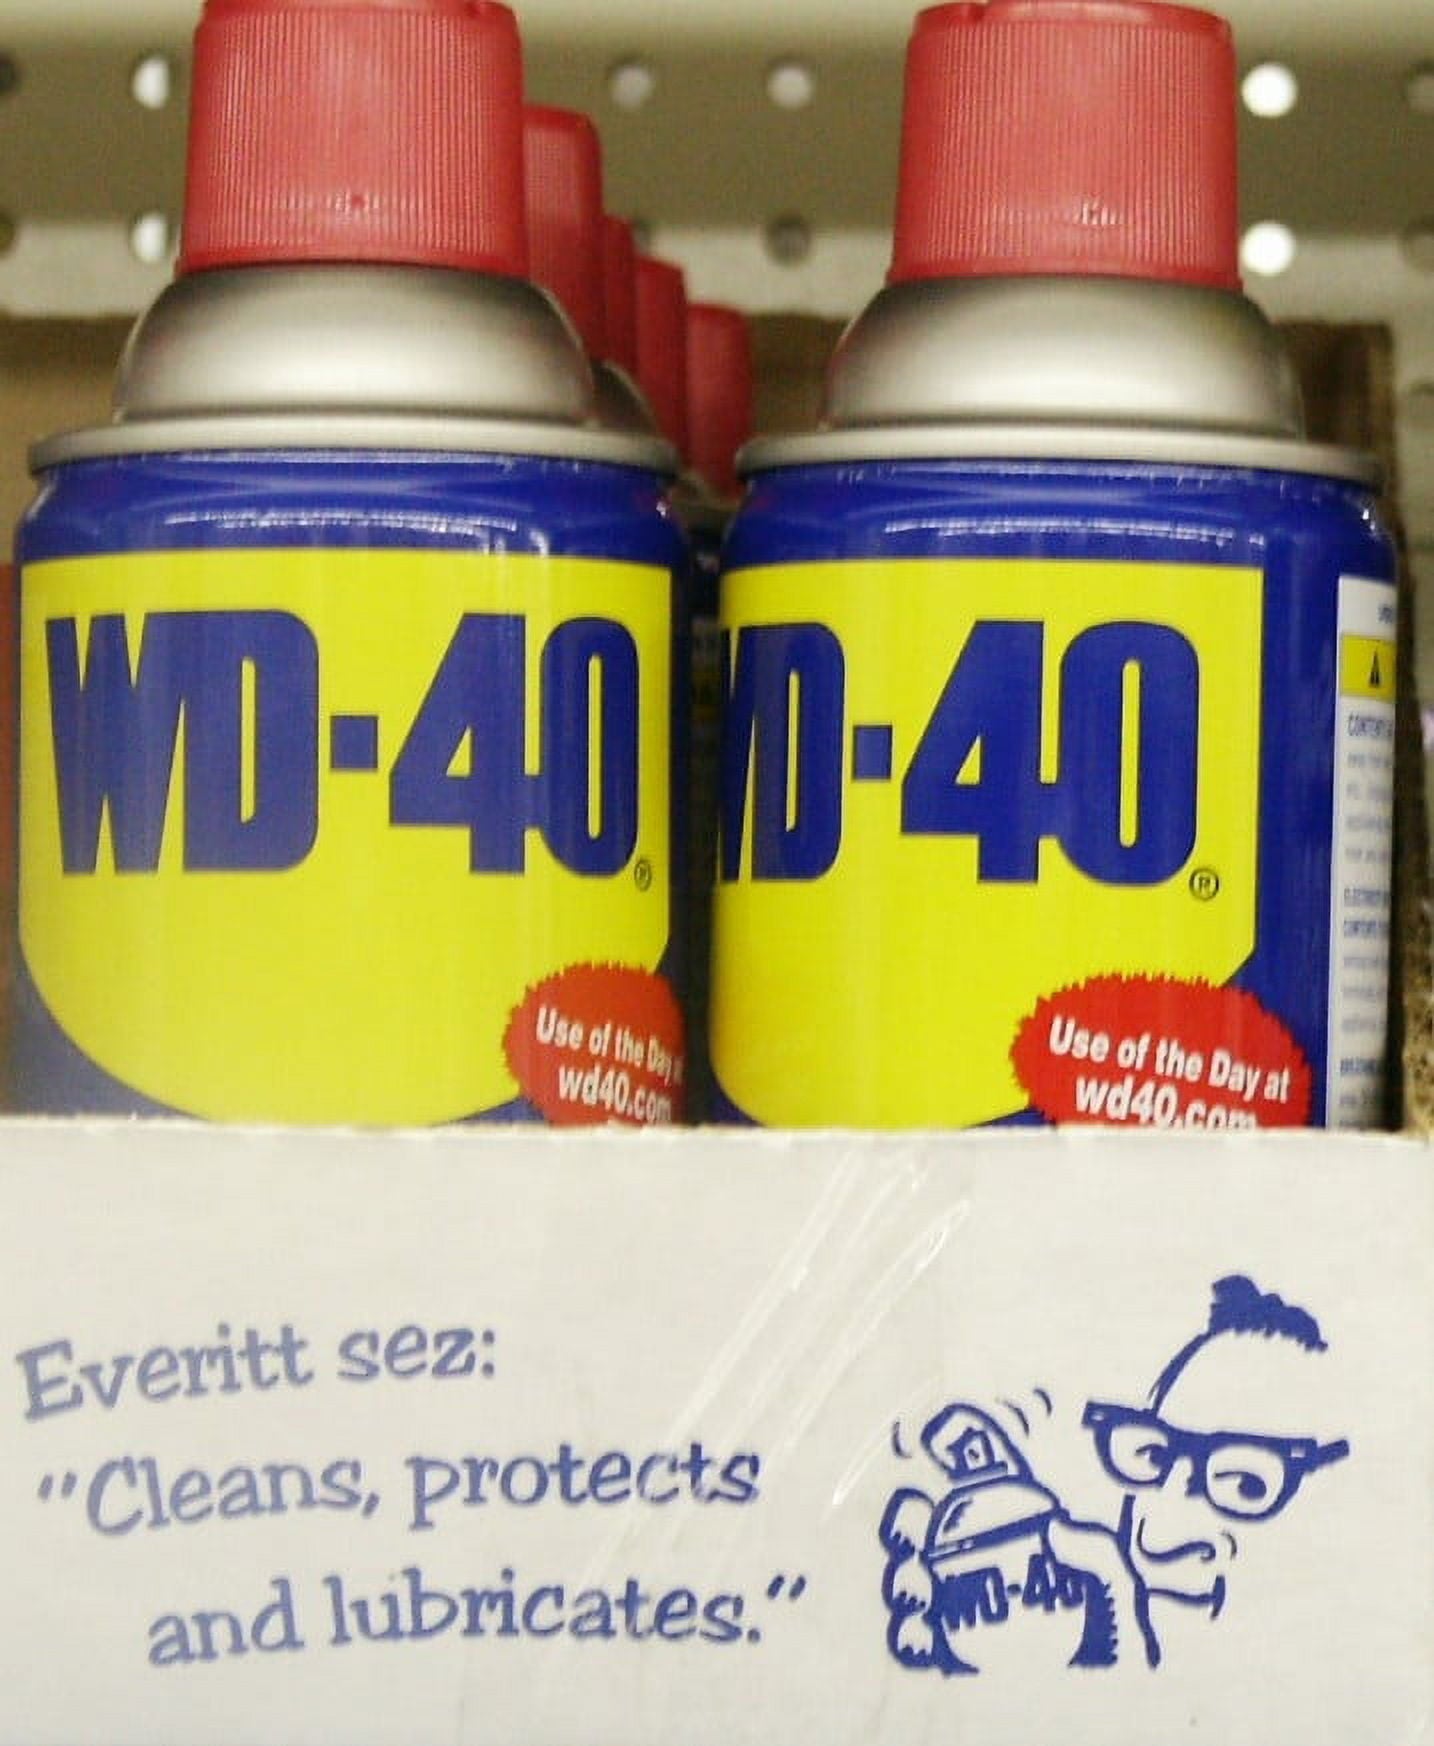 WD-40
®
Use of the Day
wd40.com
D-40
®
Use of the Day at
wd40.com
Everitt sez:
"Cleans, protects
and lubricates."
WD-40